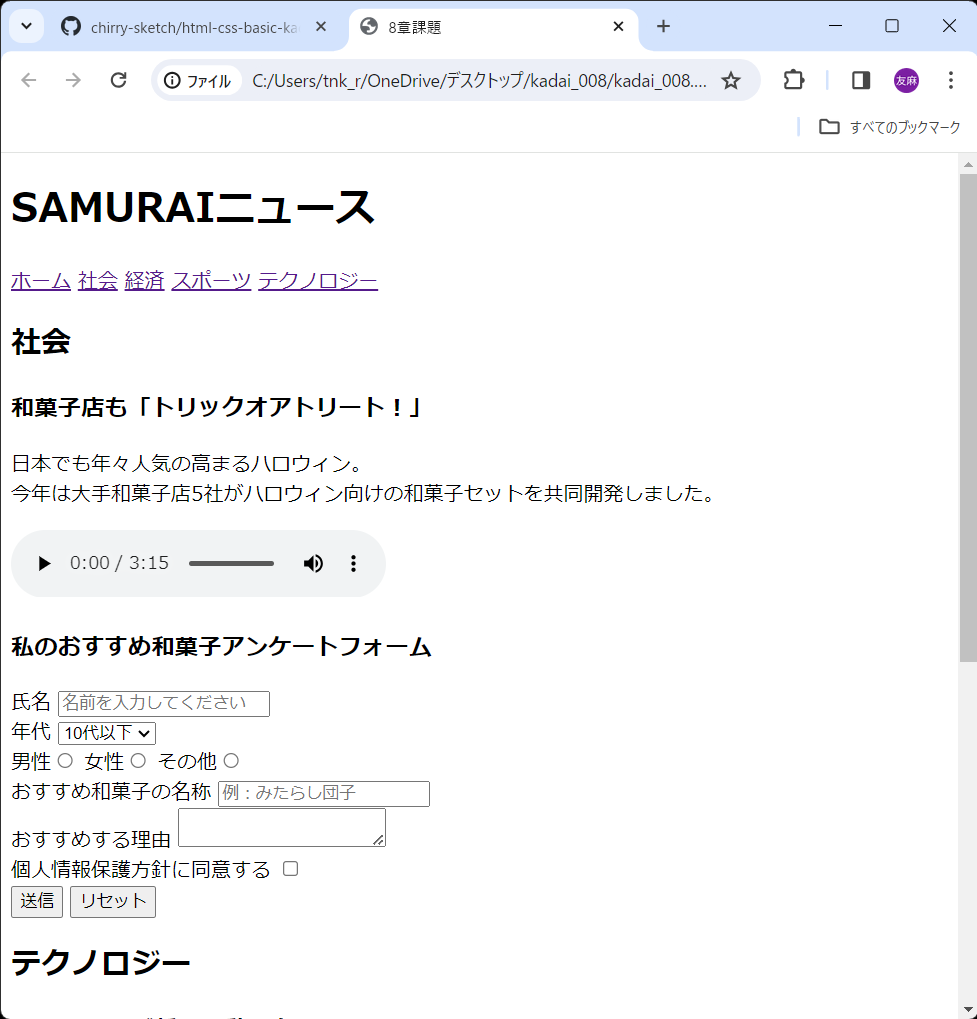 chirry-sketch/html-css-basic-ka
8章課題
ファイル
C:/Users/tnk_r/OneDrive/デスクトップ/kadai_008/kadai_008....
友麻
すべてのブックマーク
SAMURAIニュース
ホーム 社会 経済 スポーツ テクノロジー
社会
和菓子店も「トリックオアトリート！」
日本でも年々人気の高まるハロウィン。
今年は大手和菓子店5社がハロウィン向けの和菓子セットを共同開発しました。
0:00 / 3:15
私のおすすめ和菓子アンケートフォーム
氏名 名前を入力してください
年代 10代以下
男性 女性 その他
おすすめ和菓子の名称 例：みたらし団子
おすすめする理由
個人情報保護方針に同意する
送信 リセット
テクノロジー